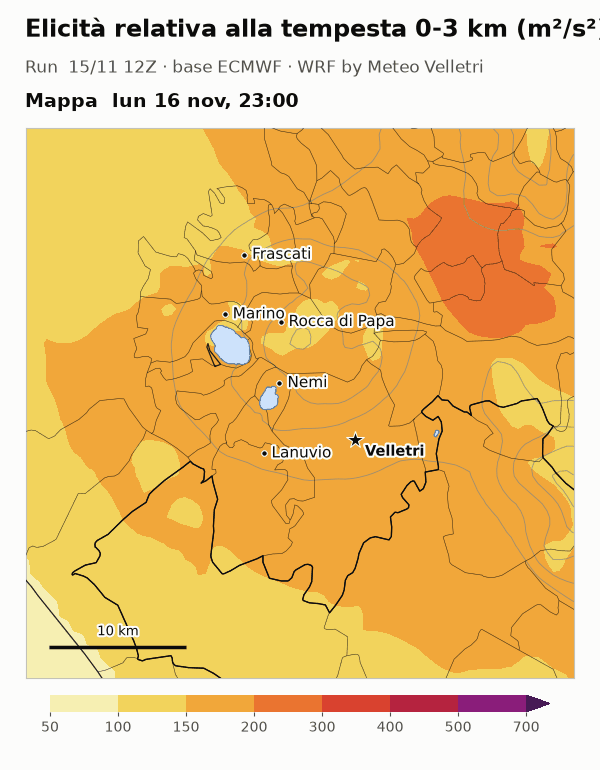 Elicità relativa alla tempesta 0-3 km (m²/s²)
Run  15/11 12Z · base ECMWF · WRF by Meteo Velletri
Mappa  lun 16 nov, 23:00
Frascati
Marino
Rocca di Papa
Nemi
Lanuvio
Velletri
10 km
50 100 150 200 300 400 500 700